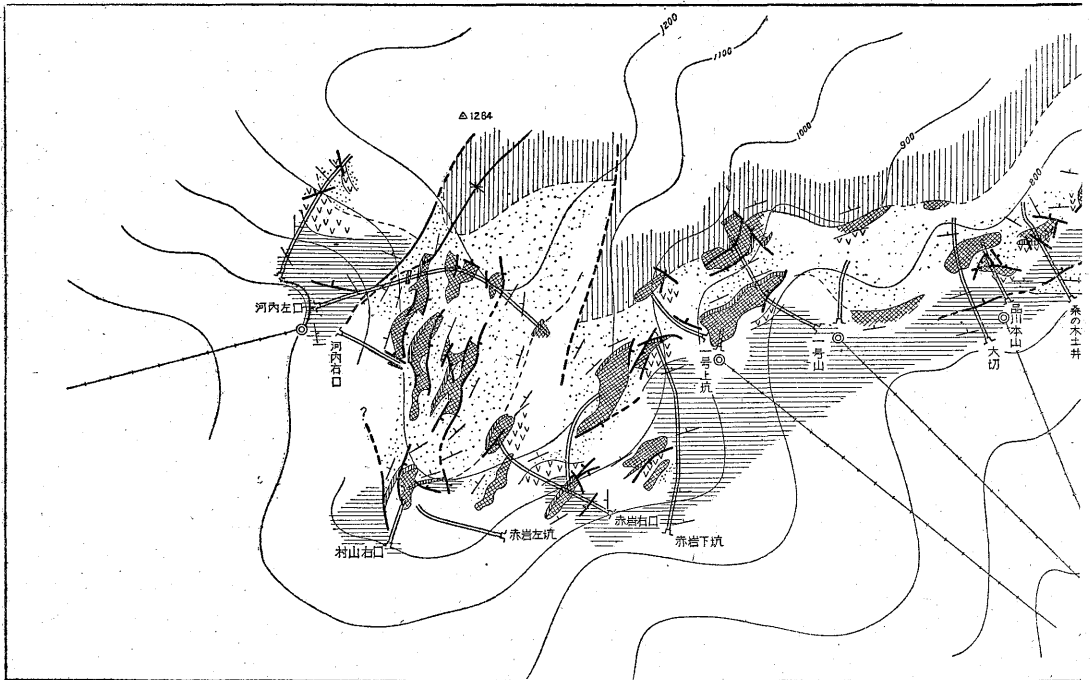 1200
1100
1000
900
800
△1284
河内左口
河内右口
一号上坑
一号山
大切
品川本山
桑の木土井
?
村山右口
赤岩左坑
赤岩右口
赤岩下坑